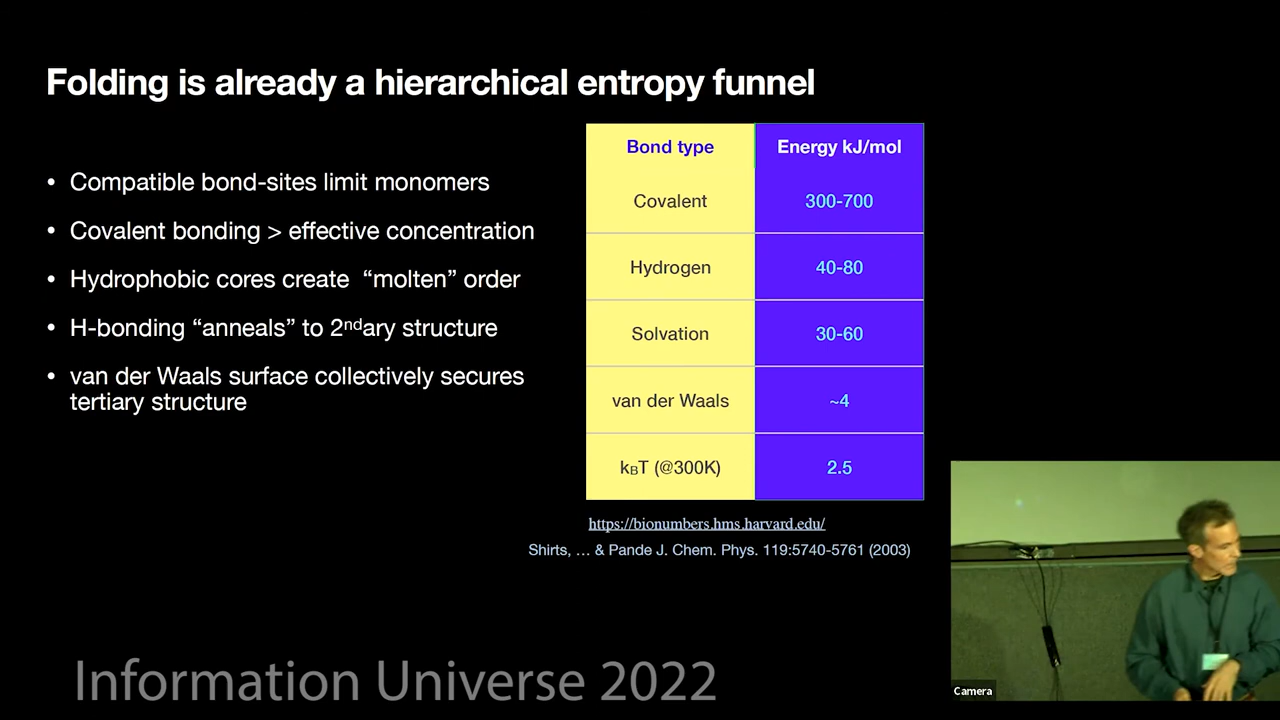 Folding is already a hierarchical entropy funnel
• Compatible bond-sites limit monomers
• Covalent bonding > effective concentration
• Hydrophobic cores create “molten” order
• H-bonding “anneals” to 2ndary structure
• van der Waals surface collectively secures
tertiary structure
Bond type Energy kJ/mol
Covalent 300-700
Hydrogen 40-80
Solvation 30-60
van der Waals ~4
kBT (@300K) 2.5
https://bionumbers.hms.harvard.edu/
Shirts, … & Pande J. Chem. Phys. 119:5740-5761 (2003)
Information Universe 2022
Camera